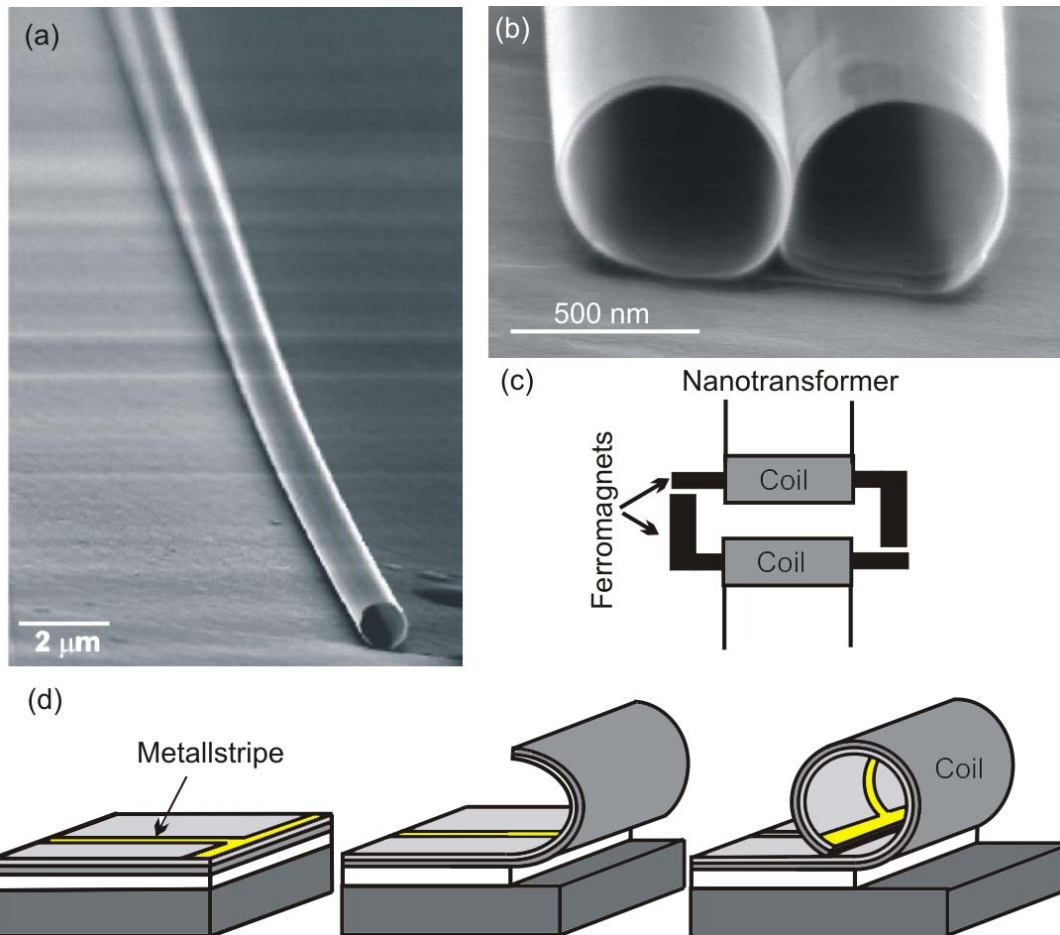 (a)
2 μm
(b)
500 nm
(c)
Nanotransformer
Ferromagnets
Coil
Coil
(d)
Metallstripe
Coil